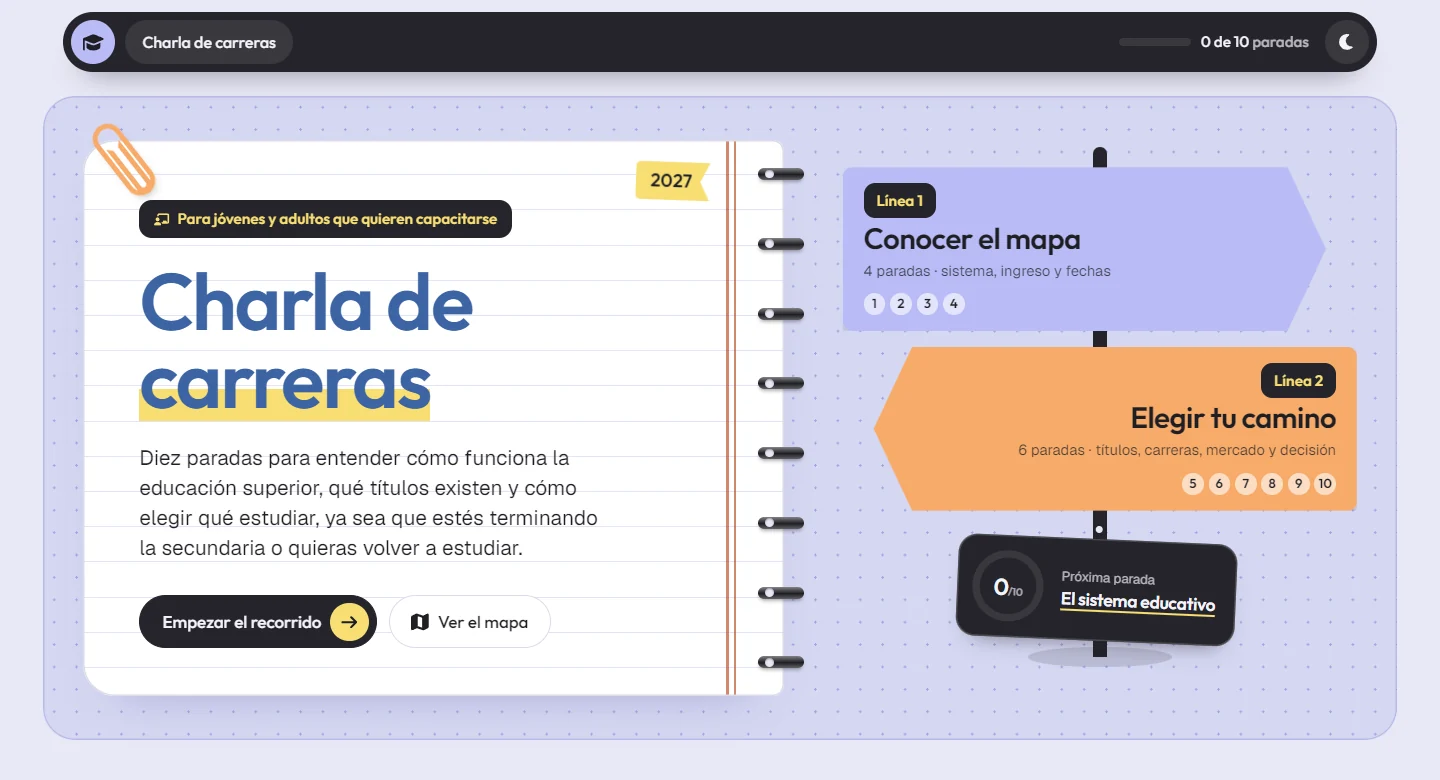 Charla de carreras
0 de 10 paradas
2027
Para jóvenes y adultos que quieren capacitarse
Charla de
carreras
Diez paradas para entender cómo funciona la
educación superior, qué títulos existen y cómo
elegir qué estudiar, ya sea que estés terminando
la secundaria o quieras volver a estudiar.
Empezar el recorrido
Ver el mapa
Línea 1
Conocer el mapa
4 paradas · sistema, ingreso y fechas
1 2 3 4
Línea 2
Elegir tu camino
6 paradas · títulos, carreras, mercado y decisión
5 6 7 8 9 10
0/10
Próxima parada
El sistema educativo